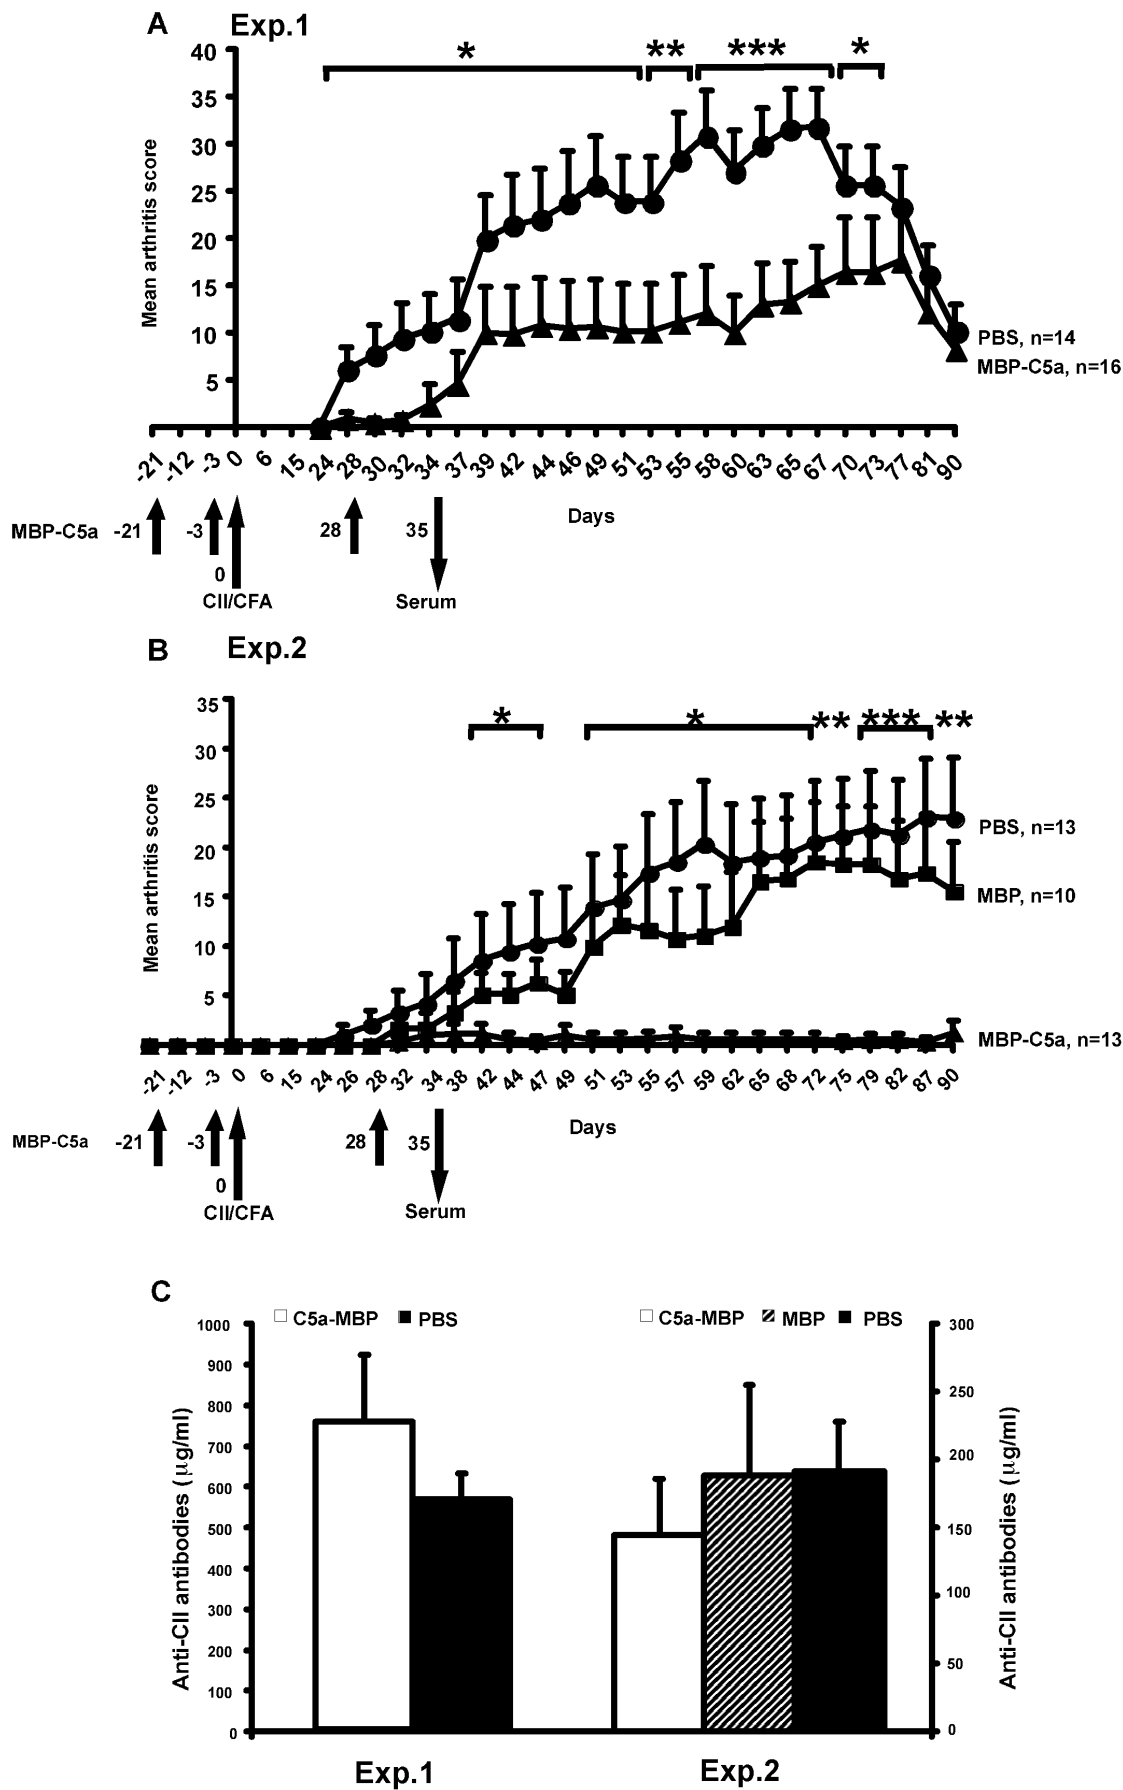 A Exp.1
* ** *** *
40
35
30
25
20
15
10
5
Mean arthritis score
PBS, n=14
MBP-C5a, n=16
-21 -12 -3 0 6 15 24 28 30 32 34 37 39 42 44 46 49 51 53 55 58 60 63 65 67 70 73 77 81 90
Days
MBP-C5a -21 -3 28 35
0
CII/CFA Serum
B Exp.2
* * ** *** **
35
30
25
20
15
10
5
Mean arthritis score
PBS, n=13
MBP, n=10
MBP-C5a, n=13
-21 -12 -3 0 6 15 24 26 28 32 34 38 42 44 47 49 51 53 55 57 59 62 65 68 72 75 79 82 87 90
Days
MBP-C5a -21 -3 28 35
0
CII/CFA Serum
C
C5a-MBP PBS C5a-MBP MBP PBS
1000
900
800
700
600
500
400
300
200
100
0
Anti-CII antibodies (μg/ml)
300
250
200
150
100
50
0
Anti-CII antibodies (μg/ml)
Exp.1 Exp.2